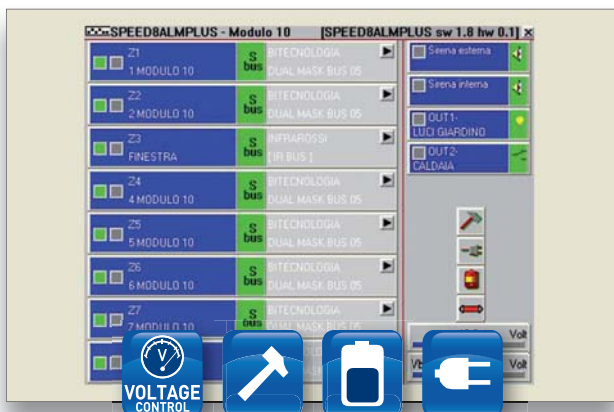 SPEED8ALMPLUS - Modulo 10 [SPEED8ALMPLUS sw 1.8 hw 0.1] ×
Z1
1 MODULO 10
S bus
BITECNOLOGIA
DUAL MASK BUS 05
Z2
2 MODULO 10
S bus
BITECNOLOGIA
DUAL MASK BUS 05
Z3
FINESTRA
S bus
INFRAROSSI
[ IR BUS ]
Z4
4 MODULO 10
S bus
BITECNOLOGIA
DUAL MASK BUS 05
Z5
5 MODULO 10
S bus
BITECNOLOGIA
DUAL MASK BUS 05
Z6
6 MODULO 10
S bus
BITECNOLOGIA
DUAL MASK BUS 05
Z7
7 MODULO 10
S bus
BITECNOLOGIA
DUAL MASK BUS 05
Sirena esterna
Sirena interna
OUT1-
LUCI GIARDINO
OUT2-
CALDAIA
Volt
Volt
V
VOLTAGE
CONTROL